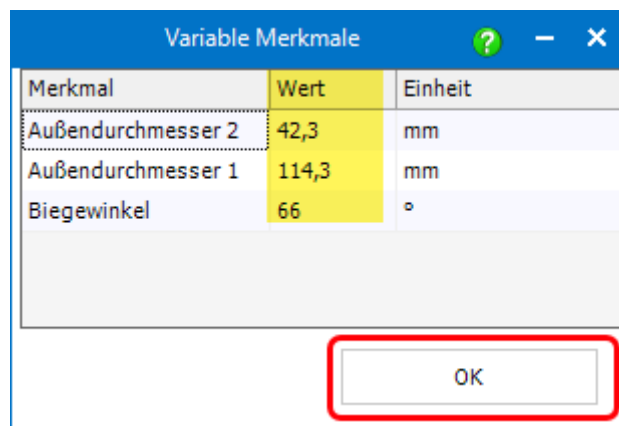 Variable Merkmale ?
Merkmal Wert Einheit
Außendurchmesser 2 42,3 mm
Außendurchmesser 1 114,3 mm
Biegewinkel 66 °
OK